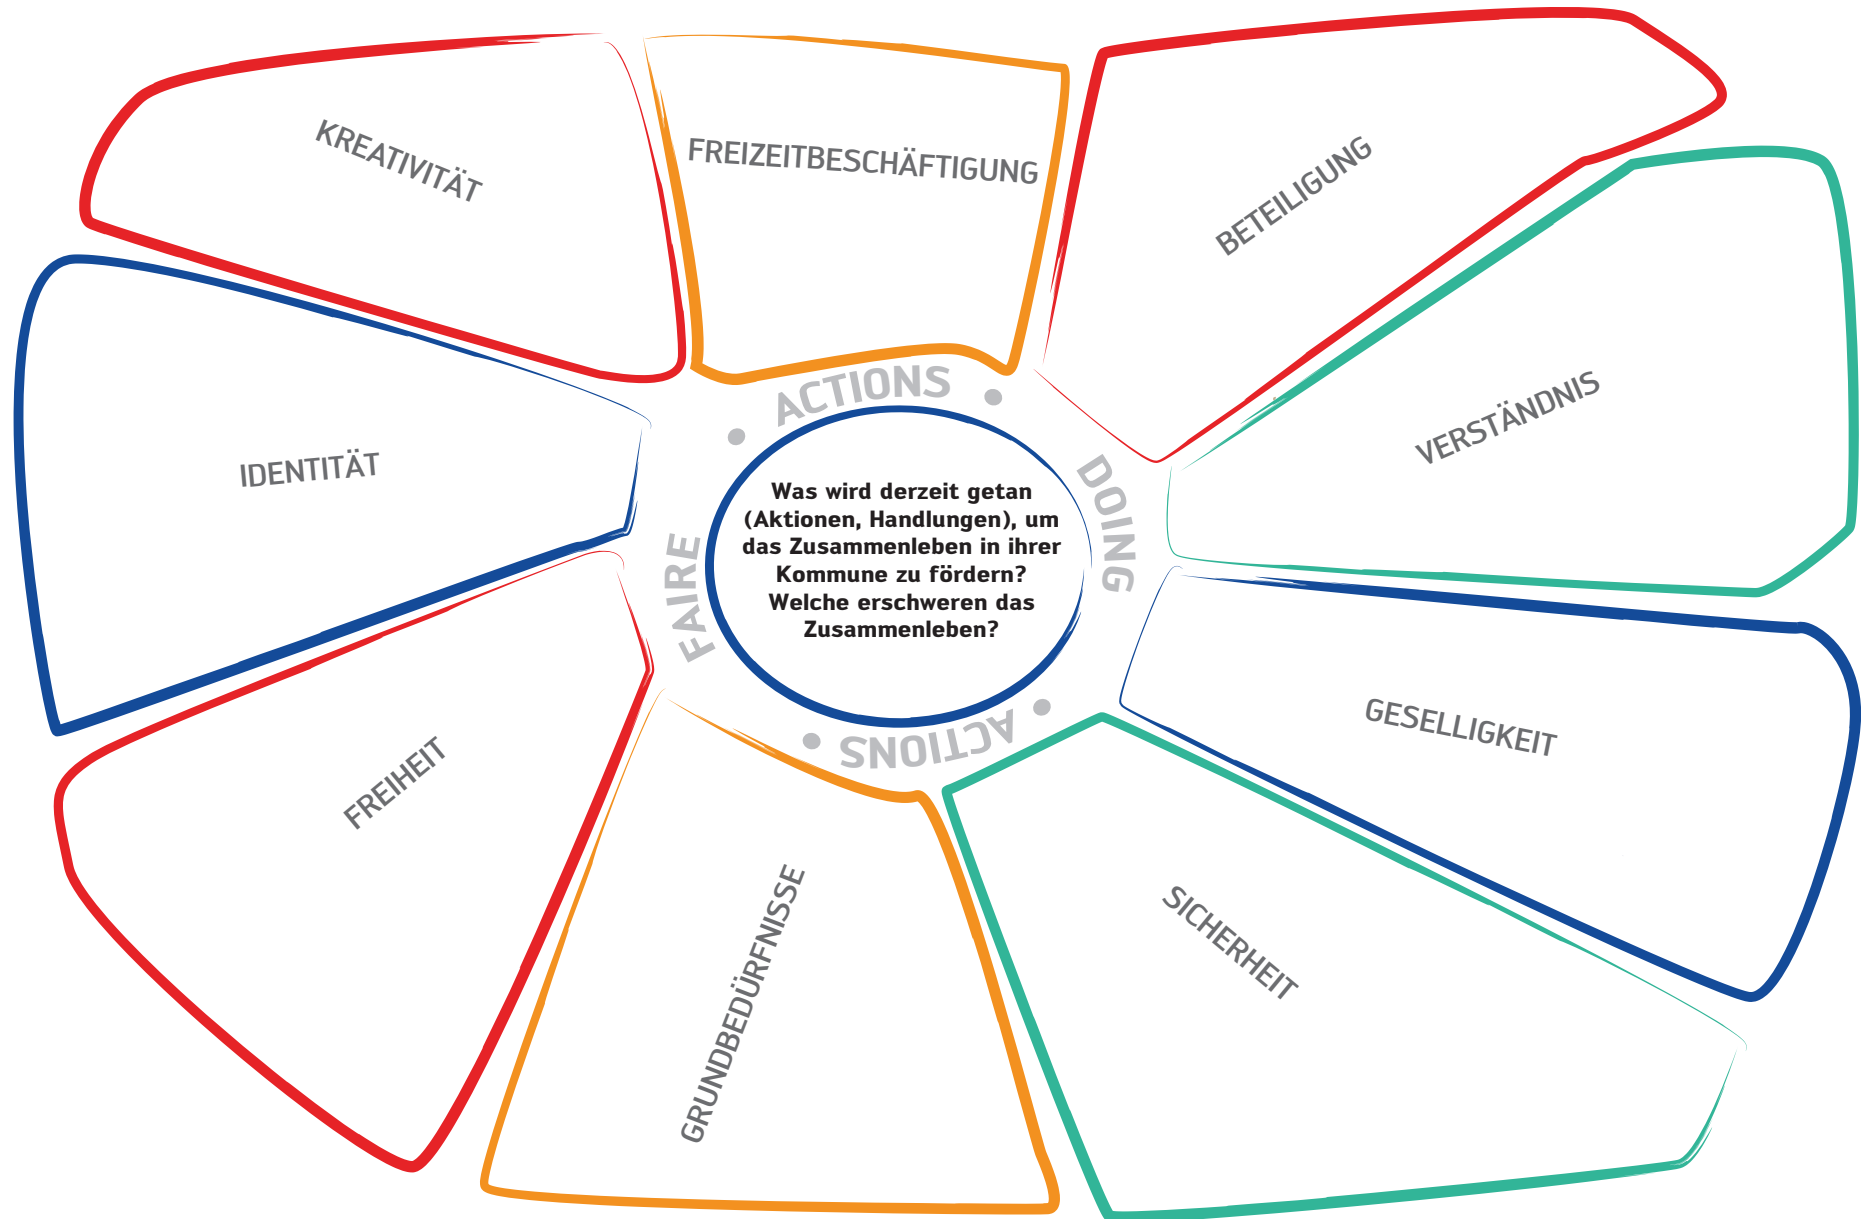 KREATIVITÄT
FREIZEITBESCHÄFTIGUNG
BETEILIGUNG
VERSTÄNDNIS
IDENTITÄT
ACTIONS
DOING
FAIRE
ACTIONS
Was wird derzeit getan
(Aktionen, Handlungen), um
das Zusammenleben in ihrer
Kommune zu fördern?
Welche erschweren das
Zusammenleben?
GESELLIGKEIT
FREIHEIT
GRUNDBEDÜRFNISSE
SICHERHEIT